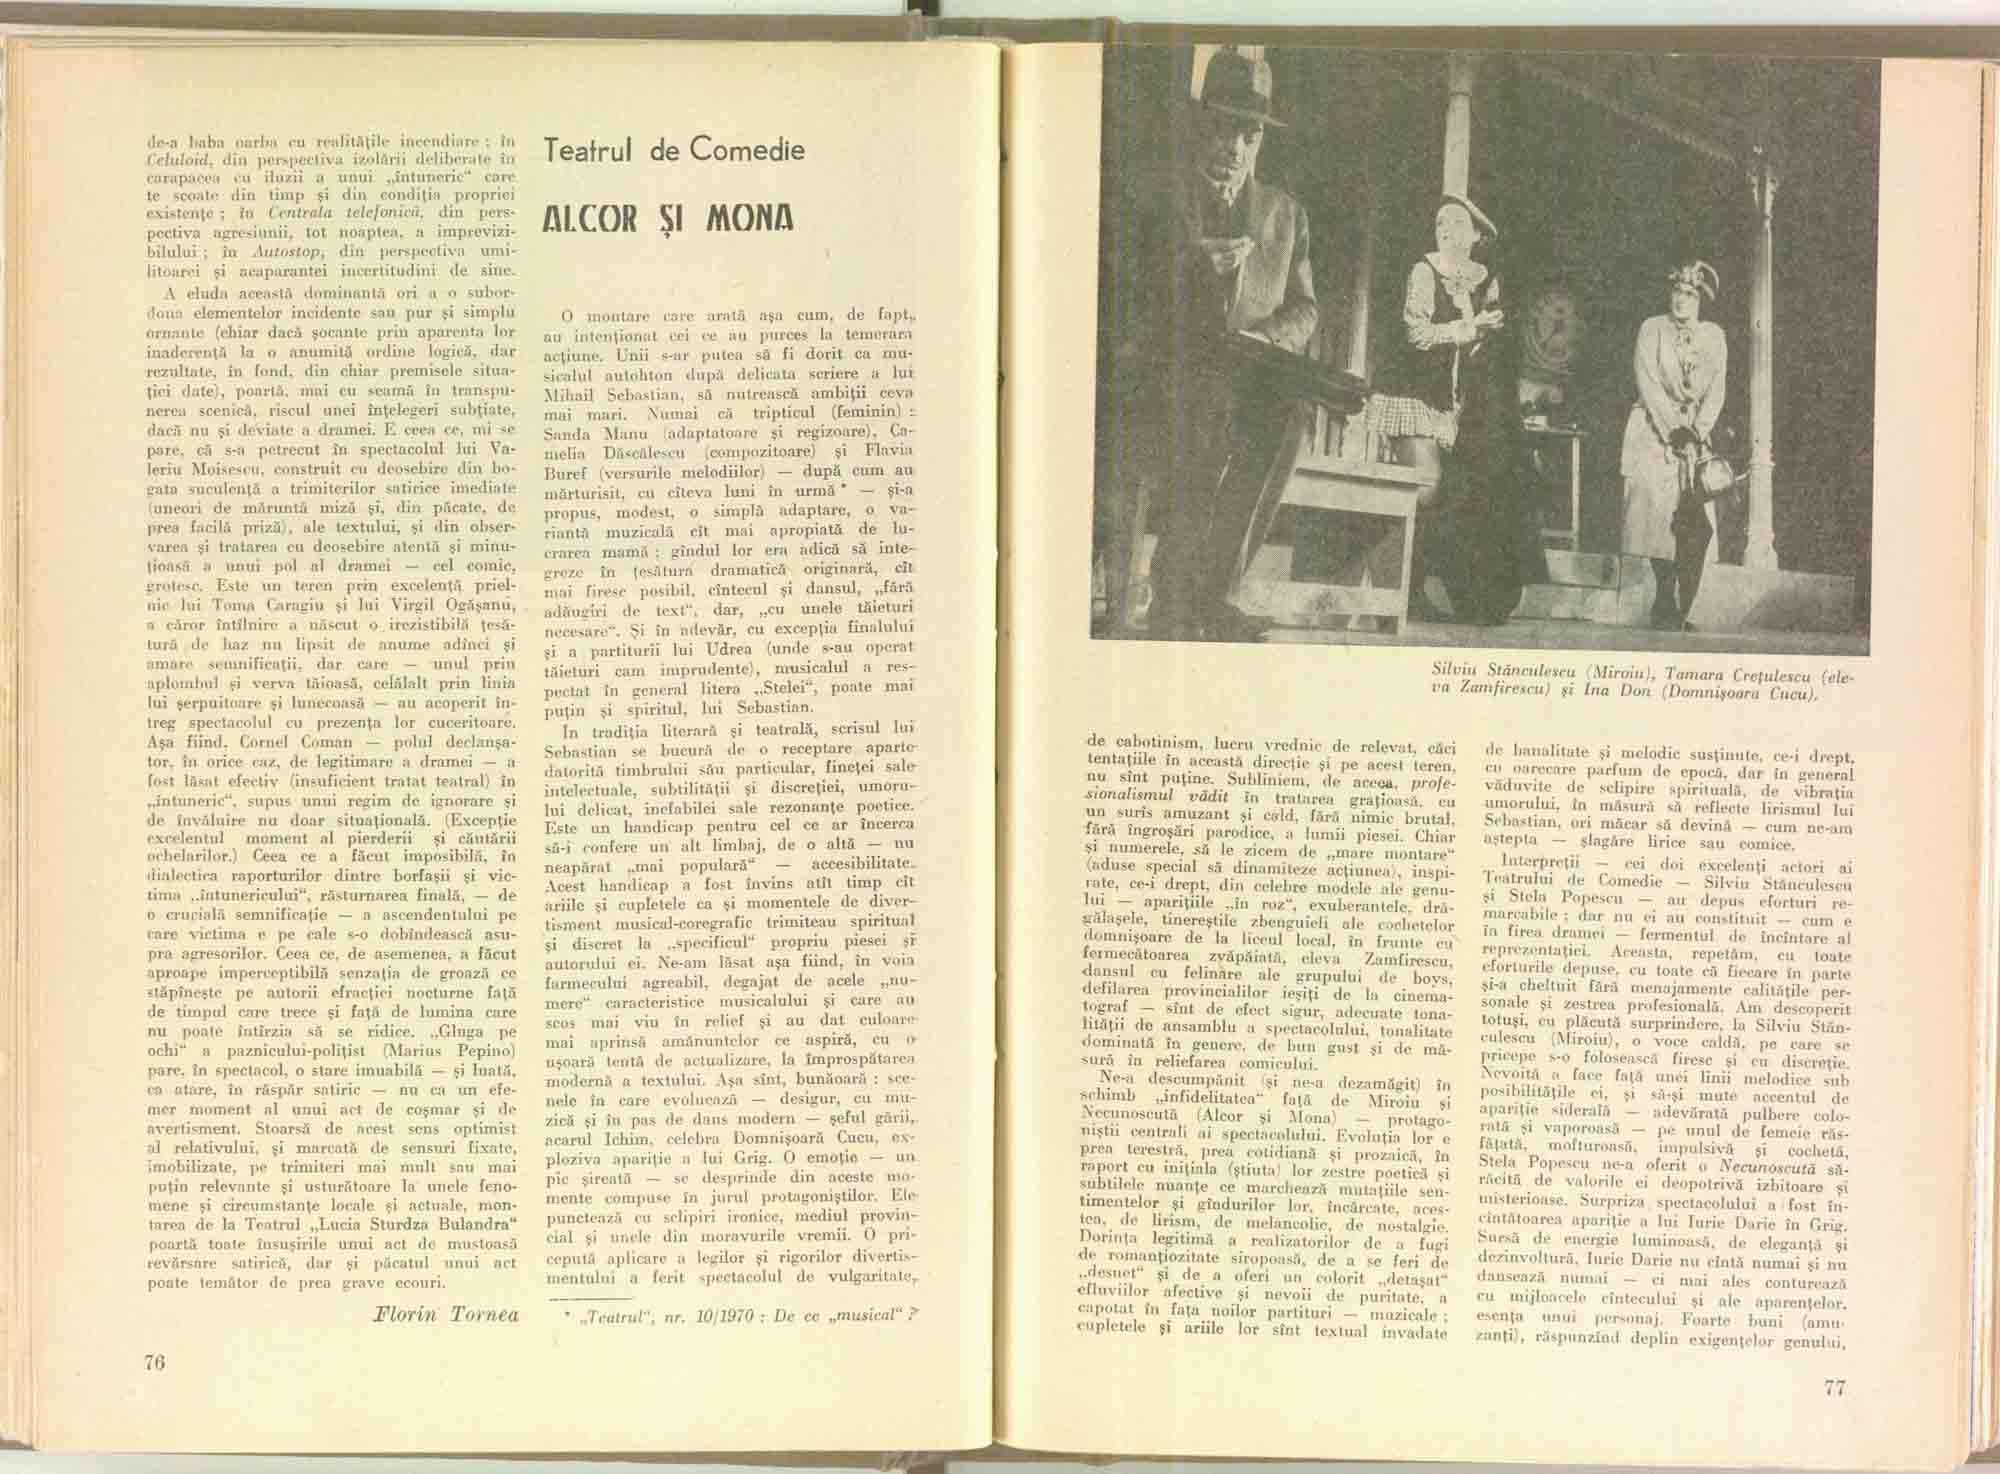 de-a baba oarba cu realitățile incendiare ; în
Celuloid, din perspectiva izolării deliberate în
carapacea cu iluzii a unui „întuneric“ care
te scoate din timp și din condiția propriei
existențe ; în Centrala telefonică, din pers-
pectiva agresiunii, tot noaptea, a imprevizi-
bilului ; în Autostop, din perspectiva umi-
litoarei și acaparantei incertitudini de sine.
A eluda această dominantă ori a o subor-
dona elementelor incidente sau pur și simplu
ornante (chiar dacă șocante prin aparenta lor
inaderență la o anumită ordine logică, dar
rezultate, în fond, din chiar premisele situa-
ției date), poartă, mai cu seamă în transpu-
nerea scenică, riscul unei înțelegeri subțiate,
dacă nu și deviate a dramei. E ceea ce, mi se
pare, că s-a petrecut în spectacolul lui Va-
leriu Moisescu, construit cu deosebire din bo-
gata suculență a trimiterilor satirice imediate
(uneori de măruntă miză și, din păcate, de
prea facilă priză), ale textului, și din obser-
varea și tratarea cu deosebire atentă și minu-
țioasă a unui pol al dramei — cel comic,
grotesc. Este un teren prin excelență priel-
nic lui Toma Caragiu și lui Virgil Ogășanu,
a căror întîlnire a născut o irezistibilă țesă-
tură de haz nu lipsit de anume adînci și
amare semnificații, dar care — unul prin
aplombul și verva tăioasă, celălalt prin linia
lui șerpuitoare și lunecoasă — au acoperit în-
treg spectacolul cu prezența lor cuceritoare.
Așa fiind, Cornel Coman — polul declanșa-
tor, în orice caz, de legitimare a dramei — a
fost lăsat efectiv (insuficient tratat teatral) în
„întuneric“, supus unui regim de ignorare și
de învăluire nu doar situațională. (Excepție
excelentul moment al pierderii și căutării
ochelarilor.) Ceea ce a făcut imposibilă, în
dialectica raporturilor dintre borfașii și vic-
tima „întunericului“, răsturnarea finală, — de
o crucială semnificație — a ascendentului pe
care victima e pe cale s-o dobîndească asu-
pra agresorilor. Ceea ce, de asemenea, a făcut
aproape imperceptibilă senzația de groază ce
stăpînește pe autorii efracției nocturne față
de timpul care trece și față de lumina care
nu poate întîrzia să se ridice. „Gluga pe
ochi“ a paznicului-polițist (Marius Pepino)
pare, în spectacol, o stare imuabilă — și luată,
ca atare, în răspăr satiric — nu ca un efe-
mer moment al unui act de coșmar și de
avertisment. Stoarsă de acest sens optimist
al relativului, și marcată de sensuri fixate,
imobilizate, pe trimiteri mai mult sau mai
puțin relevante și usturătoare la unele feno-
mene și circumstanțe locale și actuale, mon-
tarea de la Teatrul „Lucia Sturdza Bulandra“
poartă toate însușirile unui act de mustoasă
revărsare satirică, dar și păcatul unui act
poate temător de prea grave ecouri.
Florin Tornea
76
Teatrul de Comedie
ALCOR ȘI MONA
O montare care arată așa cum, de fapt,
au intenționat cei ce au purces la temerara
acțiune. Unii s-ar putea să fi dorit ca mu-
sicalul autohton după delicata scriere a lui
Mihail Sebastian, să nutrească ambiții ceva
mai mari. Numai că tripticul (feminin) :
Sanda Manu (adaptatoare și regizoare), Ca-
melia Dăscălescu (compozitoare) și Flavia
Buref (versurile melodiilor) — după cum au
mărturisit, cu cîteva luni în urmă * — și-a
propus, modest, o simplă adaptare, o va-
riantă muzicală cît mai apropiată de lu-
crarea mamă ; gîndul lor era adică să inte-
greze în țesătura dramatică originară, cît
mai firesc posibil, cîntecul și dansul, „fără
adăugiri de text“, dar, „cu unele tăieturi
necesare“. Și în adevăr, cu excepția finalului
și a partiturii lui Udrea (unde s-au operat
tăieturi cam imprudente), musicalul a res-
pectat în general litera „Stelei“, poate mai
puțin și spiritul, lui Sebastian.
In tradiția literară și teatrală, scrisul lui
Sebastian se bucură de o receptare aparte
datorită timbrului său particular, fineței sale
intelectuale, subtilității și discreției, umoru-
lui delicat, inefabilei sale rezonanțe poetice.
Este un handicap pentru cel ce ar încerca
să-i confere un alt limbaj, de o altă — nu
neapărat „mai populară“ — accesibilitate.
Acest handicap a fost învins atît timp cît
ariile și cupletele ca și momentele de diver-
tisment musical-coregrafic trimiteau spiritual
și discret la „specificul“ propriu piesei și
autorului ei. Ne-am lăsat așa fiind, în voia
farmecului agreabil, degajat de acele „nu-
mere“ caracteristice musicalului și care au
scos mai viu în relief și au dat culoare
mai aprinsă amănuntelor ce aspiră, cu o
ușoară tentă de actualizare, la împrospătarea
modernă a textului. Așa sînt, bunăoară : sce-
nele în care evoluează — desigur, cu mu-
zică și în pas de dans modern — șeful gării,
acarul Ichim, celebra Domnișoară Cucu, ex-
ploziva apariție a lui Grig. O emoție — un
pic șireată — se desprinde din aceste mo-
mente compuse în jurul protagoniștilor. Ele
punctează cu sclipiri ironice, mediul provin-
cial și unele din moravurile vremii. O pri-
cepută aplicare a legilor și rigorilor divertis-
mentului a ferit spectacolul de vulgaritate,
* „Teatrul“, nr. 10/1970 : De ce „musical“ ?
Silviu Stănculescu (Miroiu), Tamara Crețulescu (ele-
va Zamfirescu) și Ina Don (Domnișoara Cucu).
de cabotinism, lucru vrednic de relevat, căci
tentațiile în această direcție și pe acest teren,
nu sînt puține. Subliniem, de aceea, profe-
sionalismul vădit în tratarea grațioasă, cu
un surîs amuzant și cald, fără nimic brutal,
fără îngroșări parodice, a lumii piesei. Chiar
și numerele, să le zicem de „mare montare“
(aduse special să dinamiteze acțiunea), inspi-
rate, ce-i drept, din celebre modele ale genu-
lui — aparițiile „în roz“, exuberantele, dră-
gălașele, tinereștile zbenguieli ale cochetelor
domnișoare de la liceul local, în frunte cu
fermecătoarea zvăpăiată, eleva Zamfirescu,
dansul cu felinare ale grupului de boys,
defilarea provincialilor ieșiți de la cinema-
tograf — sînt de efect sigur, adecuate tona-
lității de ansamblu a spectacolului, tonalitate
dominată în genere, de bun gust și de mă-
sură în reliefarea comicului.
Ne-a descumpănit (și ne-a dezamăgit) în
schimb „infidelitatea“ față de Miroiu și
Necunoscută (Alcor și Mona) — protago-
niștii centrali ai spectacolului. Evoluția lor e
prea terestră, prea cotidiană și prozaică, în
raport cu inițiala (știuta) lor zestre poetică și
subtilele nuanțe ce marchează mutațiile sen-
timentelor și gîndurilor lor, încărcate, aces-
tea, de lirism, de melancolic, de nostalgie.
Dorința legitimă a realizatorilor de a fugi
de romanțiozitate siropoasă, de a se feri de
„desuet“ și de a oferi un colorit „detașat“
efluviilor afective și nevoii de puritate, a
capotat în fața noilor partituri — muzicale ;
cupletele și ariile lor sînt textual invadate
de banalitate și melodic susținute, ce-i drept,
cu oarecare parfum de epocă, dar în general
văduvite de sclipire spirituală, de vibrația
umorului, în măsură să reflecte lirismul lui
Sebastian, ori măcar să devină — cum ne-am
aștepta — șlagăre lirice sau comice.
Interpreții — cei doi excelenți actori ai
Teatrului de Comedie — Silviu Stănculescu
și Stela Popescu — au depus eforturi re-
marcabile ; dar nu ei au constituit — cum e
în firea dramei — fermentul de încîntare al
reprezentației. Aceasta, repetăm, cu toate
eforturile depuse, cu toate că fiecare în parte
și-a cheltuit fără menajamente calitățile per-
sonale și zestrea profesională. Am descoperit
totuși, cu plăcută surprindere, la Silviu Stăn-
culescu (Miroiu), o voce caldă, pe care se
pricepe s-o folosească firesc și cu discreție.
Nevoită a face față unei linii melodice sub
posibilitățile ei, și să-și mute accentul de
apariție siderală — adevărată pulbere colo-
rată și vaporoasă — pe unul de femeie răs-
fățată, mofturoasă, impulsivă și cochetă,
Stela Popescu ne-a oferit o Necunoscută să-
răcită de valorile ei deopotrivă izbitoare și
misterioase. Surpriza spectacolului a fost în-
cîntătoarea apariție a lui Iurie Darie în Grig.
Sursă de energie luminoasă, de eleganță și
dezinvoltură, Iurie Darie nu cîntă numai și nu
dansează numai — ci mai ales conturează
cu mijloacele cîntecului și ale aparențelor,
esența unui personaj. Foarte buni (amu-
zanți), răspunzînd deplin exigențelor genului,
77